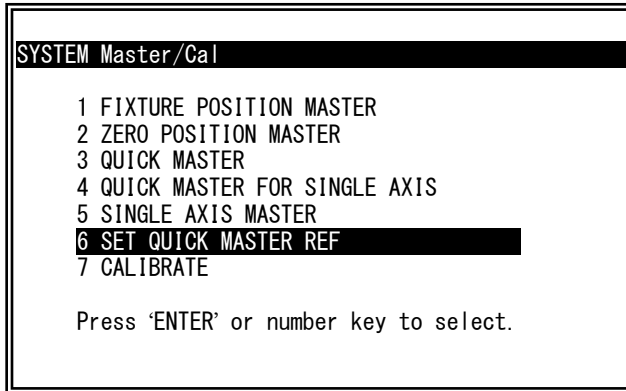 SYSTEM Master/Cal
1 FIXTURE POSITION MASTER
2 ZERO POSITION MASTER
3 QUICK MASTER
4 QUICK MASTER FOR SINGLE AXIS
5 SINGLE AXIS MASTER
6 SET QUICK MASTER REF
7 CALIBRATE
Press ‘ENTER’ or number key to select.